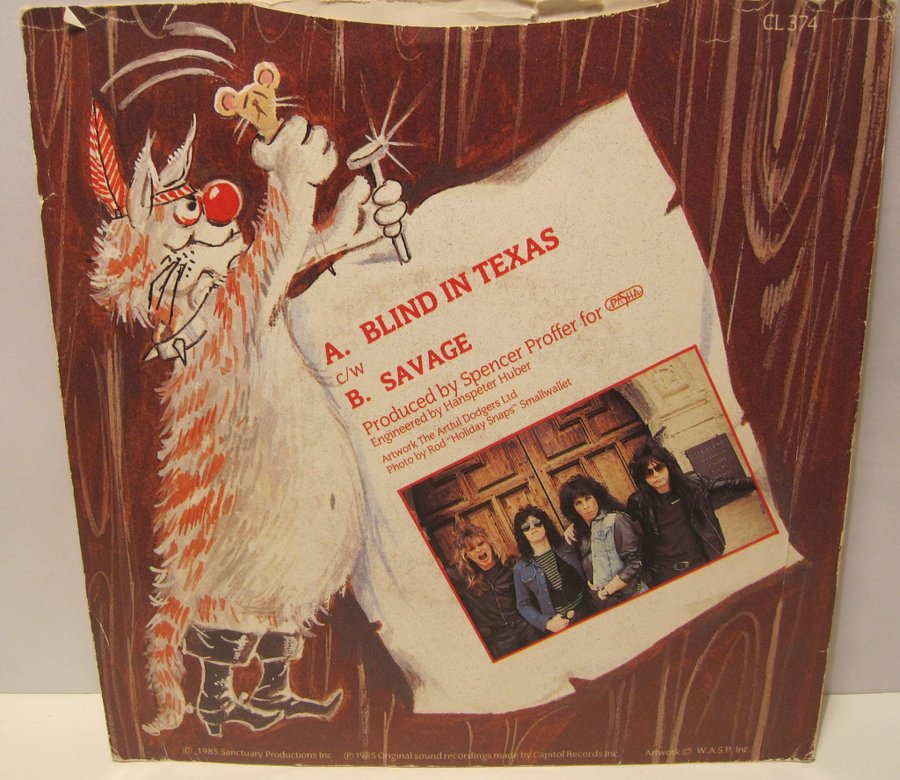 CL 374
A. BLIND IN TEXAS
c/w
B. SAVAGE
Produced by Spencer Proffer for PASHA
Engineered by Hanspeter Huber
Artwork The Artful Dodgers Ltd
Photo by Rod "Holiday Snaps" Smallwallet
© 1985 Sanctuary Productions Inc ℗ 1985 Original sound recordings made by Capitol Records Inc Artwork © W.A.S.P. Inc